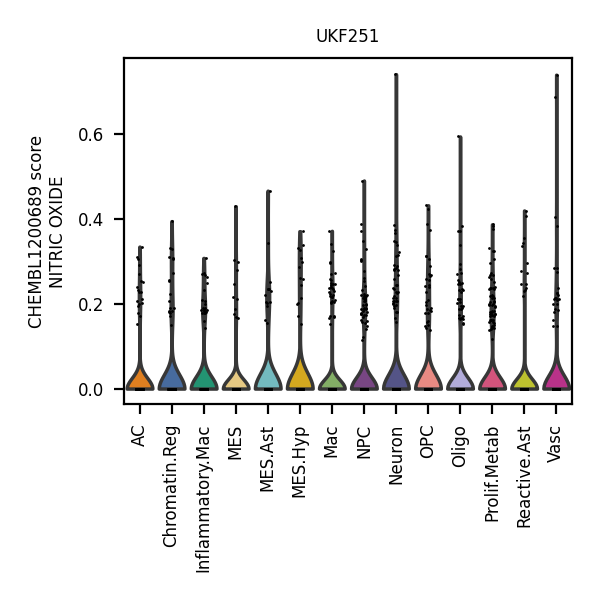 UKF251
CHEMBL1200689 score
NITRIC OXIDE
0.6
0.4
0.2
0.0
AC
Chromatin.Reg
Inflammatory.Mac
MES
MES.Ast
MES.Hyp
Mac
NPC
Neuron
OPC
Oligo
Prolif.Metab
Reactive.Ast
Vasc